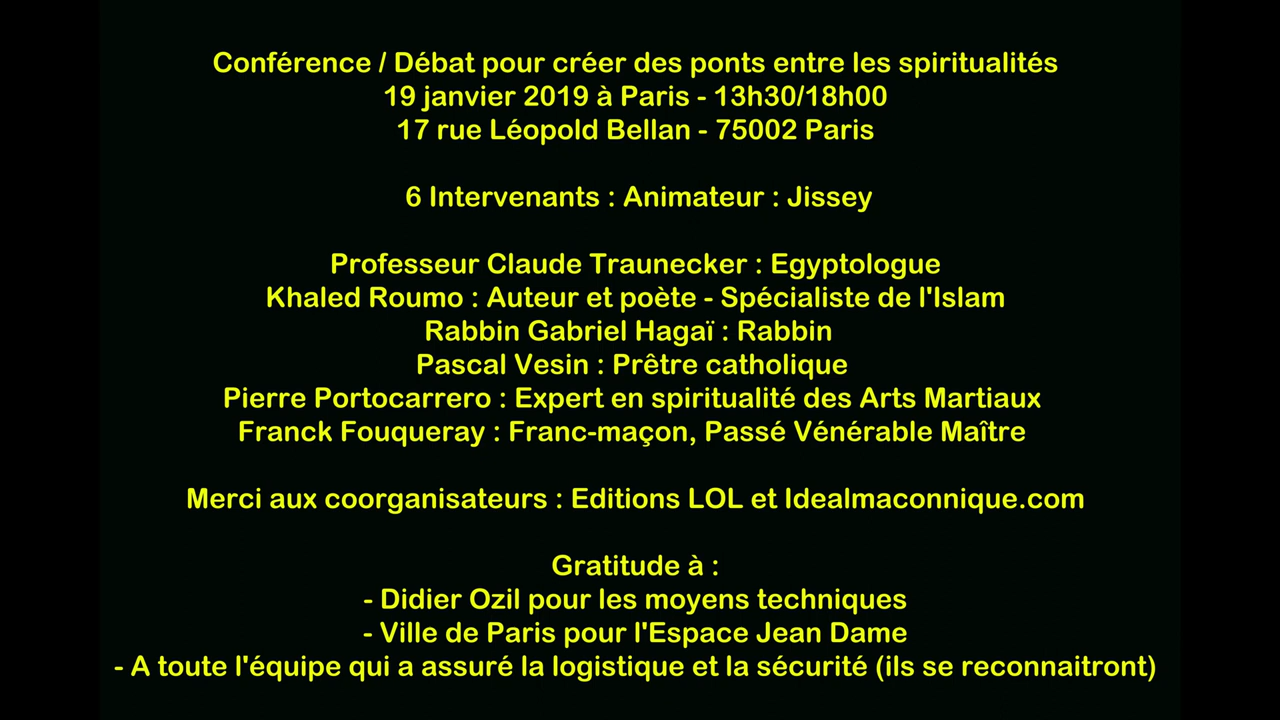 Conférence / Débat pour créer des ponts entre les spiritualités
19 janvier 2019 à Paris - 13h30/18h00
17 rue Léopold Bellan - 75002 Paris
6 Intervenants : Animateur : Jissey
Professeur Claude Traunecker : Egyptologue
Khaled Roumo : Auteur et poète - Spécialiste de l'Islam
Rabbin Gabriel Hagaï : Rabbin
Pascal Vesin : Prêtre catholique
Pierre Portocarrero : Expert en spiritualité des Arts Martiaux
Franck Fouqueray : Franc-maçon, Passé Vénérable Maître
Merci aux coorganisateurs : Editions LOL et Idealmaconnique.com
Gratitude à :
- Didier Ozil pour les moyens techniques
- Ville de Paris pour l'Espace Jean Dame
- A toute l'équipe qui a assuré la logistique et la sécurité (ils se reconnaitront)